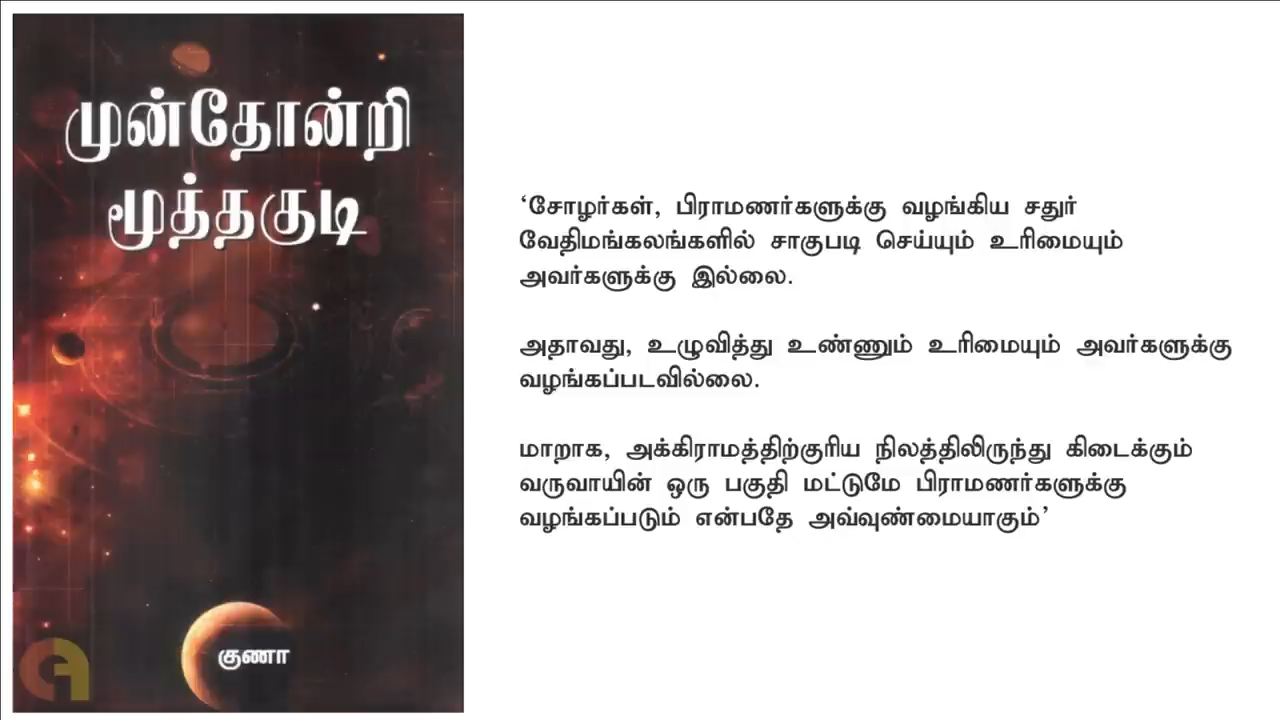 முன்தோன்றி
மூத்தகுடி
குணா
‘சோழர்கள், பிராமணர்களுக்கு வழங்கிய சதுர்
வேதிமங்கலங்களில் சாகுபடி செய்யும் உரிமையும்
அவர்களுக்கு இல்லை.
அதாவது, உழுவித்து உண்ணும் உரிமையும் அவர்களுக்கு
வழங்கப்படவில்லை.
மாறாக, அக்கிராமத்திற்குரிய நிலத்திலிருந்து கிடைக்கும்
வருவாயின் ஒரு பகுதி மட்டுமே பிராமணர்களுக்கு
வழங்கப்படும் என்பதே அவ்வுண்மையாகும்’